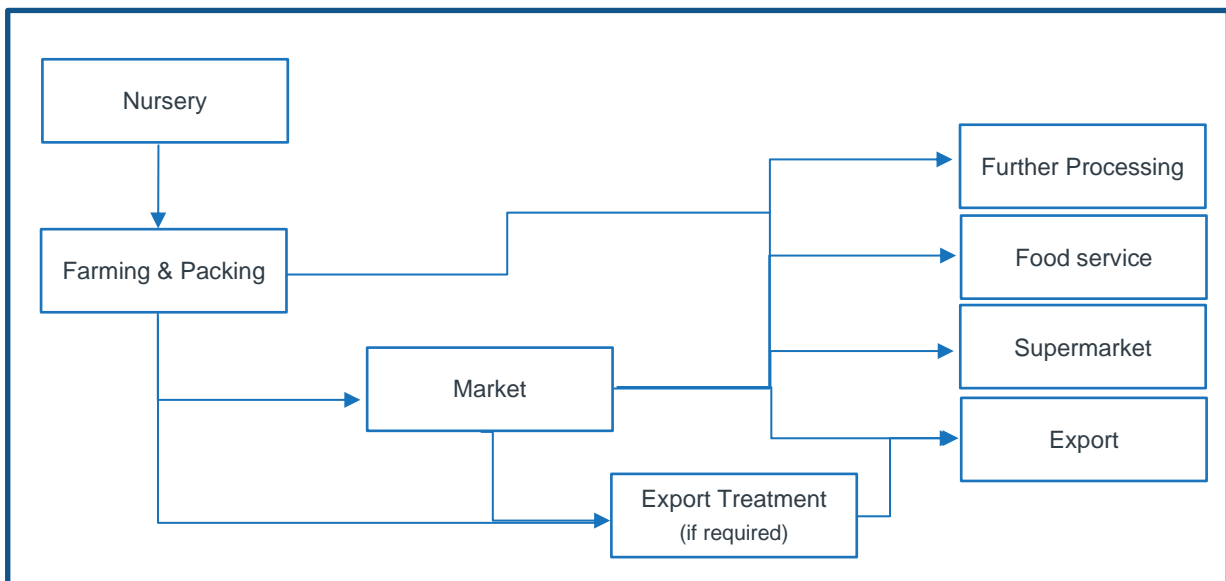 Nursery
Further Processing
Farming & Packing
Food service
Supermarket
Market
Export
Export Treatment
(if required)